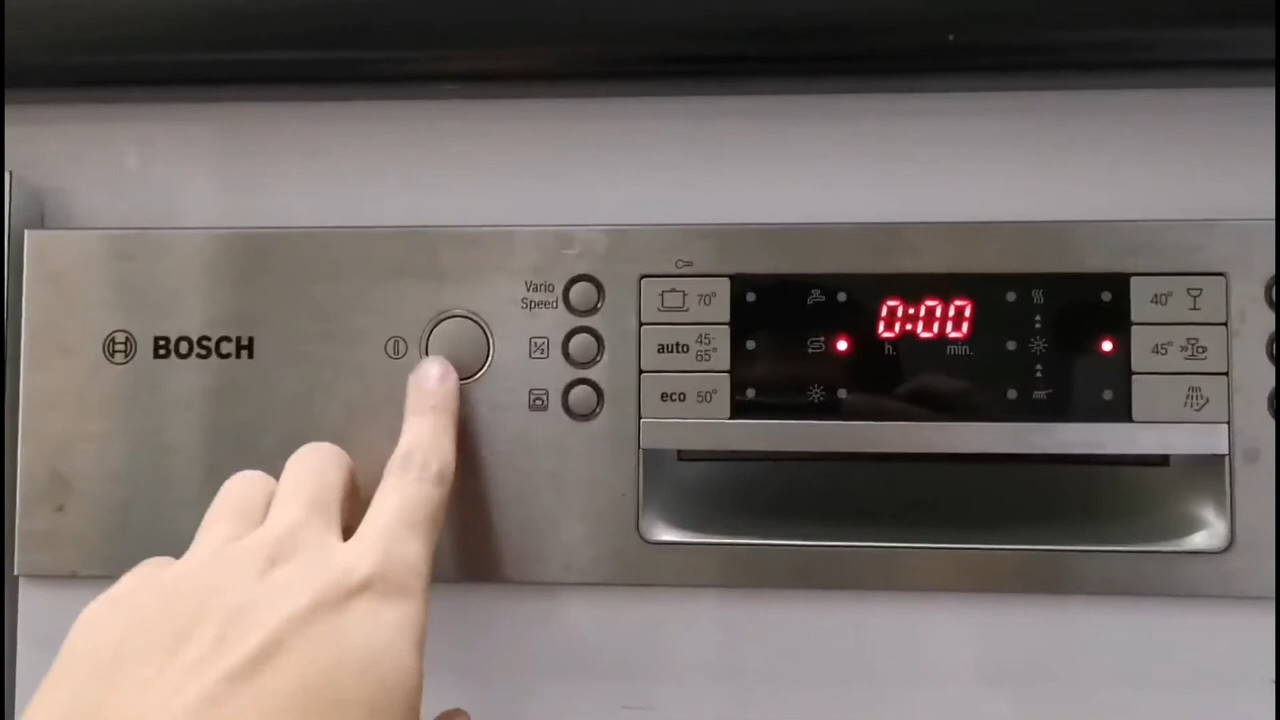 BOSCH
Vario
Speed
1/2
70°
auto 45-
65°
eco 50°
0:00
h. min.
40°
45°